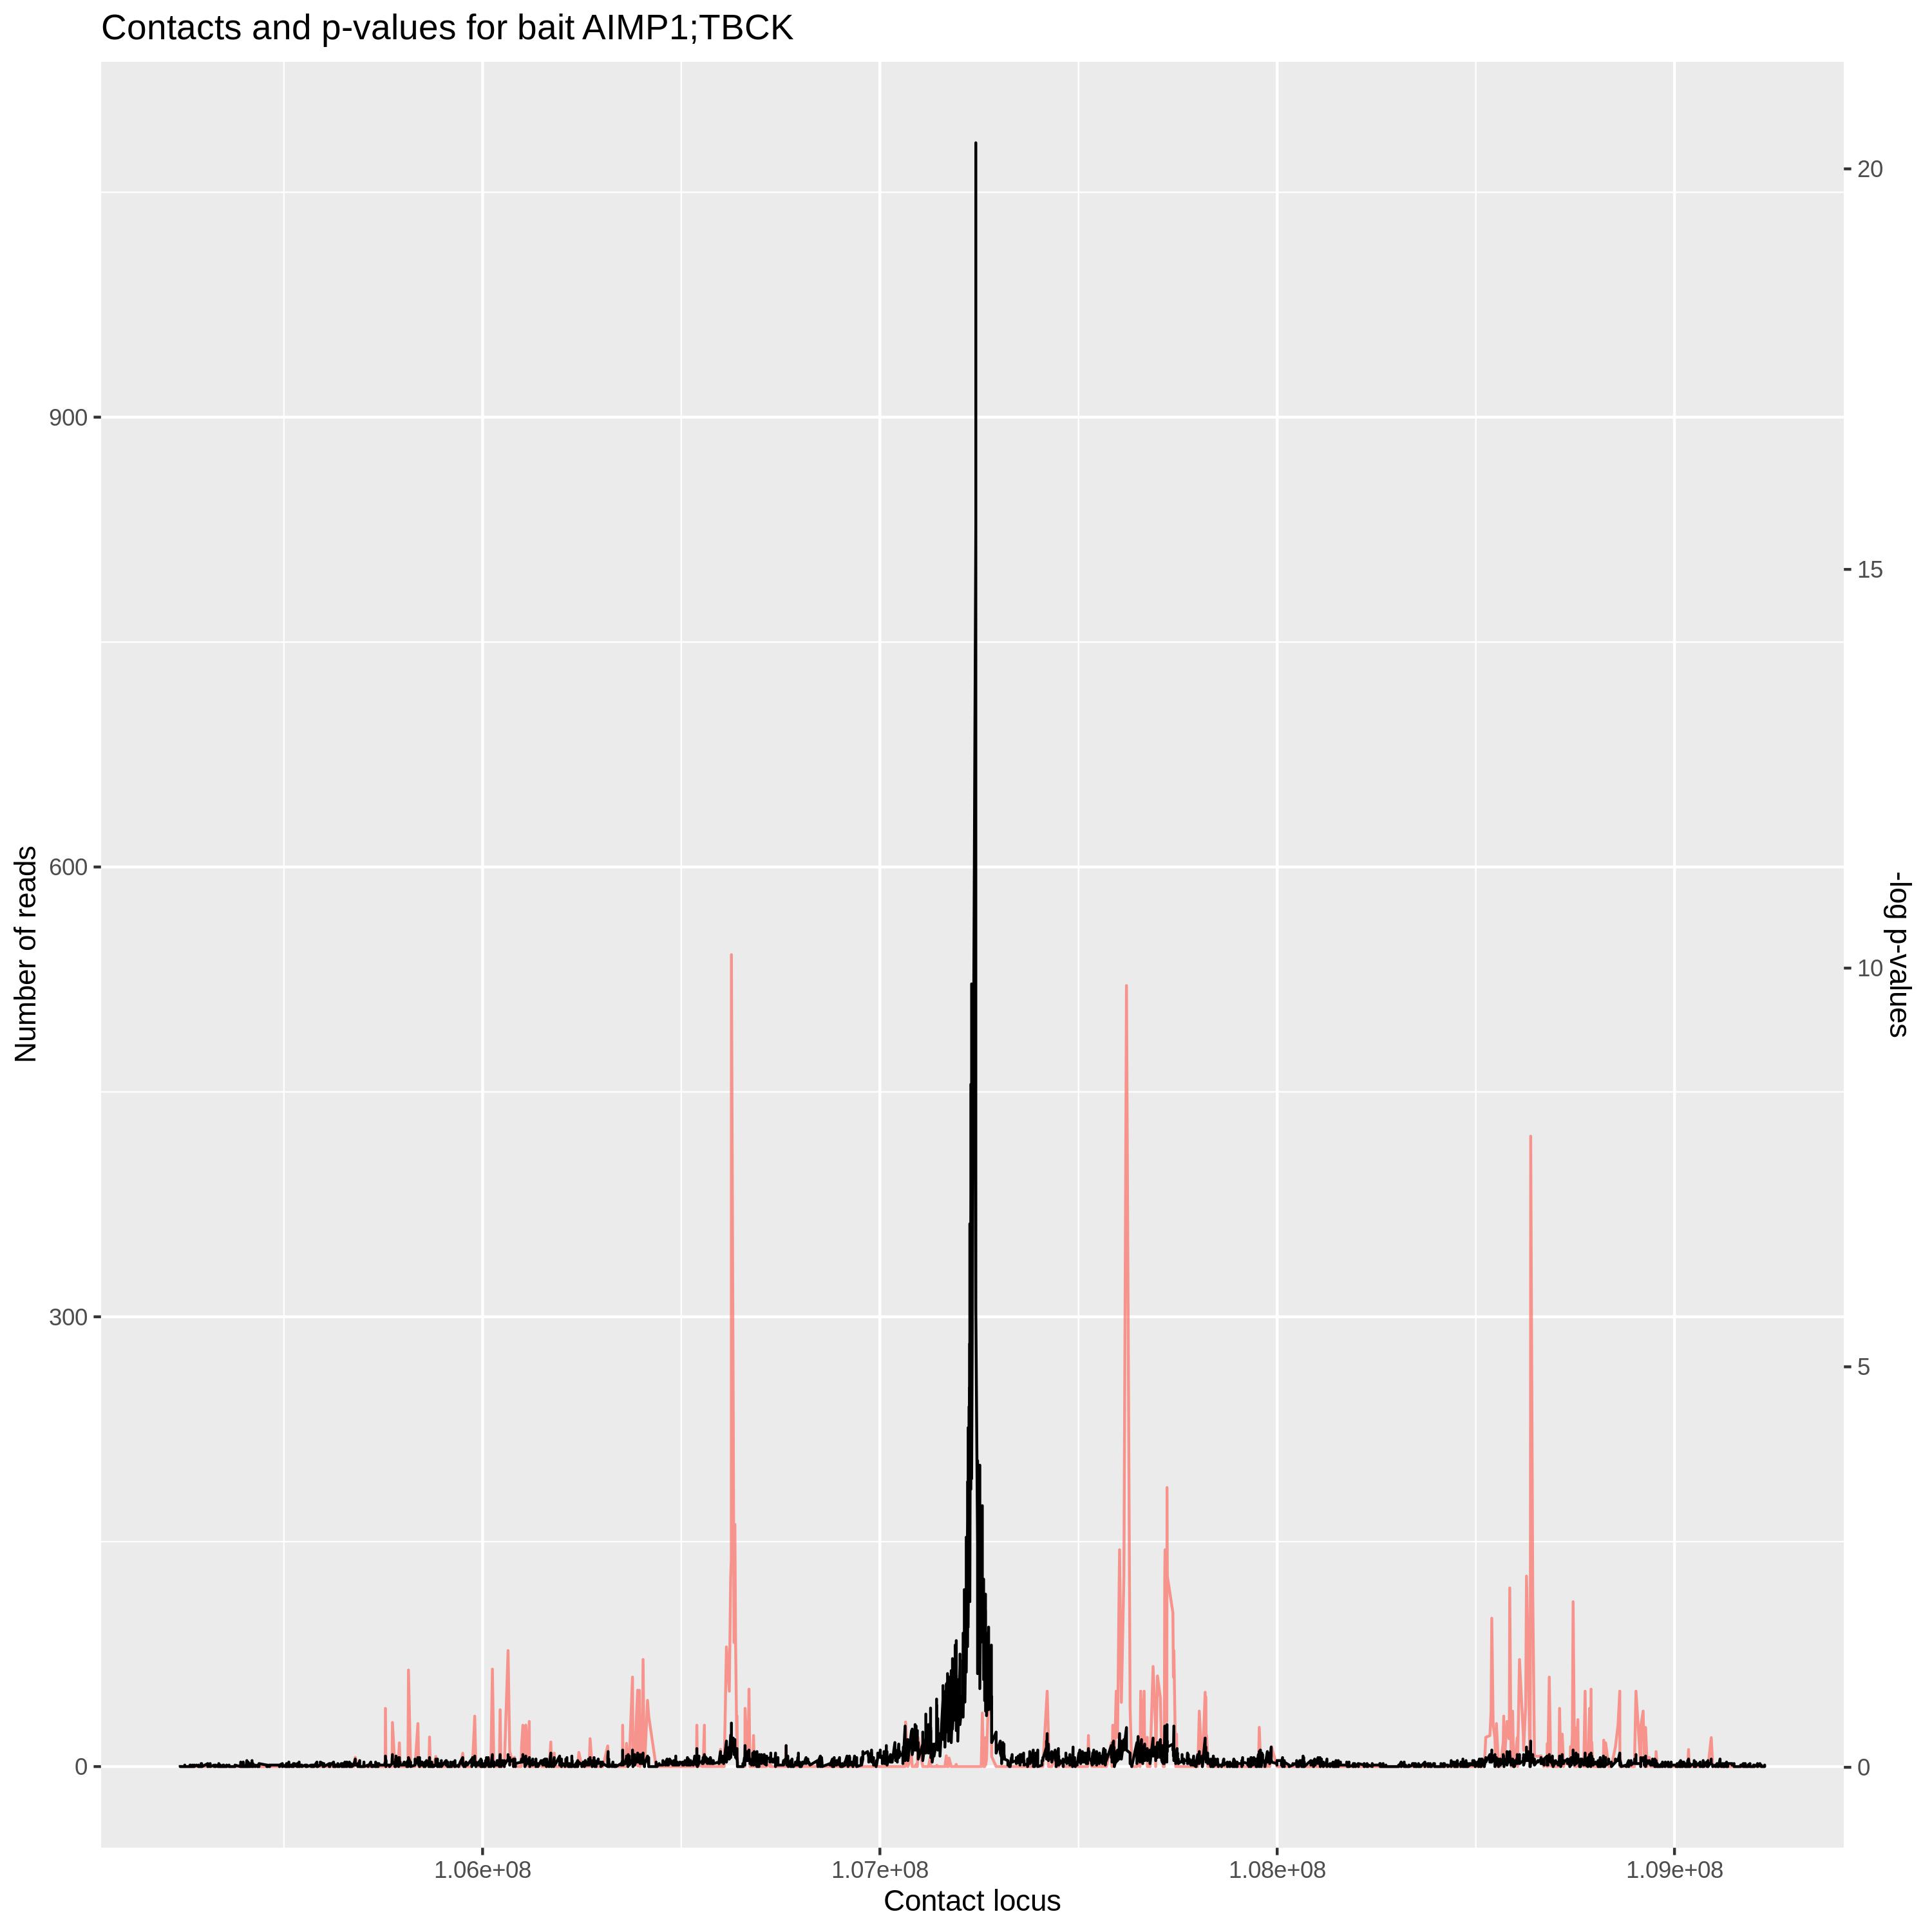 Contacts and p-values for bait AIMP1;TBCK
Number of reads
900
600
300
0
20
15
10
5
0
-log p-values
1.06e+08
1.07e+08
1.08e+08
1.09e+08
Contact locus